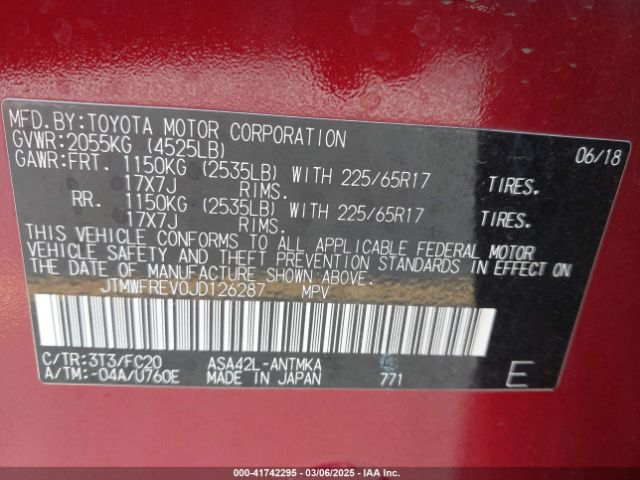 MFD.BY:TOYOTA MOTOR CORPORATION 06/18
GVWR:2055KG (4525LB)
GAWR:FRT. 1150KG (2535LB) WITH 225/65R17 TIRES.
17X7J RIMS.
RR. 1150KG (2535LB) WITH 225/65R17 TIRES.
17X7J RIMS.
THIS VEHICLE CONFORMS TO ALL APPLICABLE FEDERAL MOTOR
VEHICLE SAFETY AND THEFT PREVENTION STANDARDS IN EFFECT ON
THE DATE OF MANUFACTURE SHOWN ABOVE.
JTMWFREV0JD126287 MPV
C/TR:3T3/FC20 ASA42L-ANTMKA
A/TM:-04A/U760E MADE IN JAPAN 771 E
000-41742295 - 03/06/2025 - IAA Holdings, LLC.